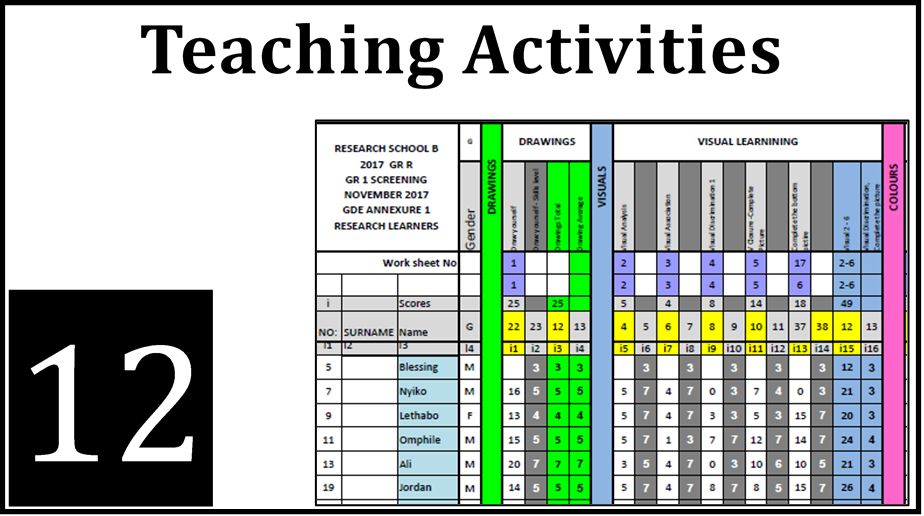 Teaching Activities
12
RESEARCH SCHOOL B
2017 GR R
GR 1 SCREENING
NOVEMBER 2017
GDE ANNEXURE 1
RESEARCH LEARNERS
G
Gender
DRAWINGS
DRAWINGS
Draw yourself
Draw yourself - Skills level
Drawings Total
Drawing Average
VISUALS
VISUAL LEARNINING
Visual Analysis
Visual Association
Visual Discrimination 1
V Closure -Complete
Picture
Complete the bottom
Visual 2 - 6
Visual Discrimination,
Complete the picture
COLOURS
Work sheet No 1 2 3 4 5 17 2-6
1 2 3 4 5 6 2-6
i Scores 25 25 5 4 8 14 18 49
NO: SURNAME Name G 22 23 12 13 4 5 6 7 8 9 10 11 37 38 12 13
i1 i2 i3 i4 i1 i2 i3 i4 i5 i6 i7 i8 i9 i10 i11 i12 i13 i14 i15 i16
5 Blessing M 3 3 3 3 3 3 3 3 12 3
7 Nyiko M 16 5 5 5 5 7 4 7 0 3 7 4 0 3 21 3
9 Lethabo F 13 4 4 4 5 7 4 7 3 3 5 3 15 7 20 3
11 Omphile M 15 5 5 5 5 7 1 3 7 7 12 7 14 7 24 4
13 Ali M 20 7 7 7 3 5 4 7 0 3 10 6 10 5 21 3
19 Jordan M 14 5 5 5 5 7 4 7 8 7 8 5 15 7 26 4